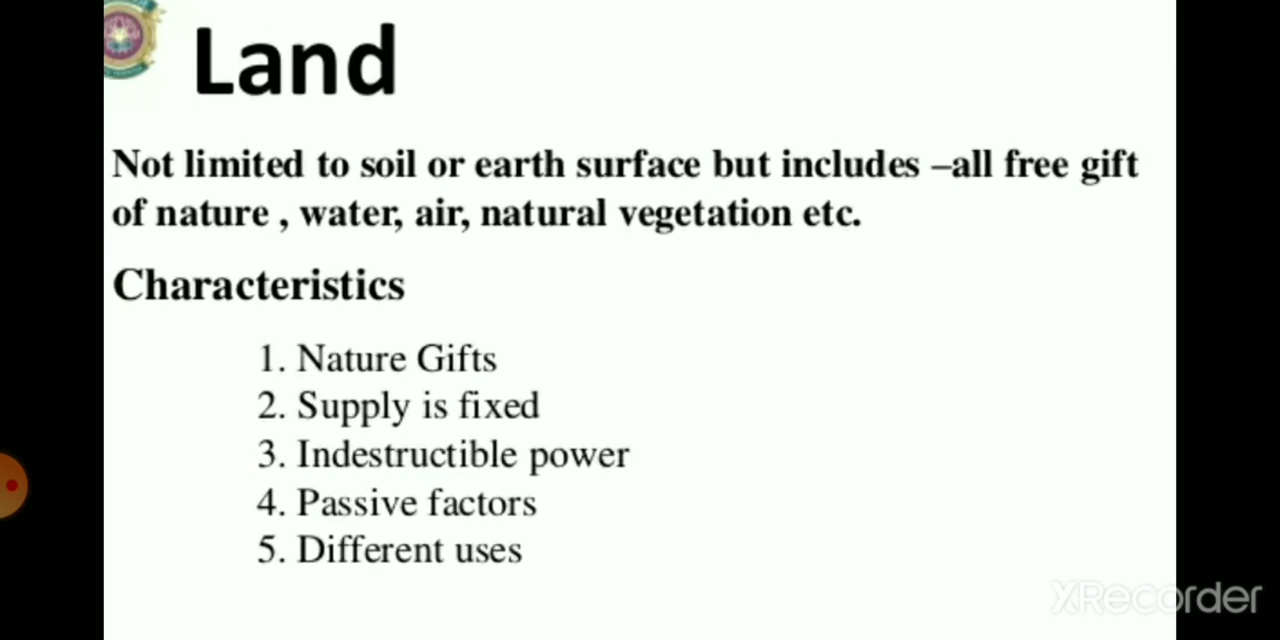 Land
Not limited to soil or earth surface but includes –all free gift
of nature , water, air, natural vegetation etc.
Characteristics
1. Nature Gifts
2. Supply is fixed
3. Indestructible power
4. Passive factors
5. Different uses
XRecorder